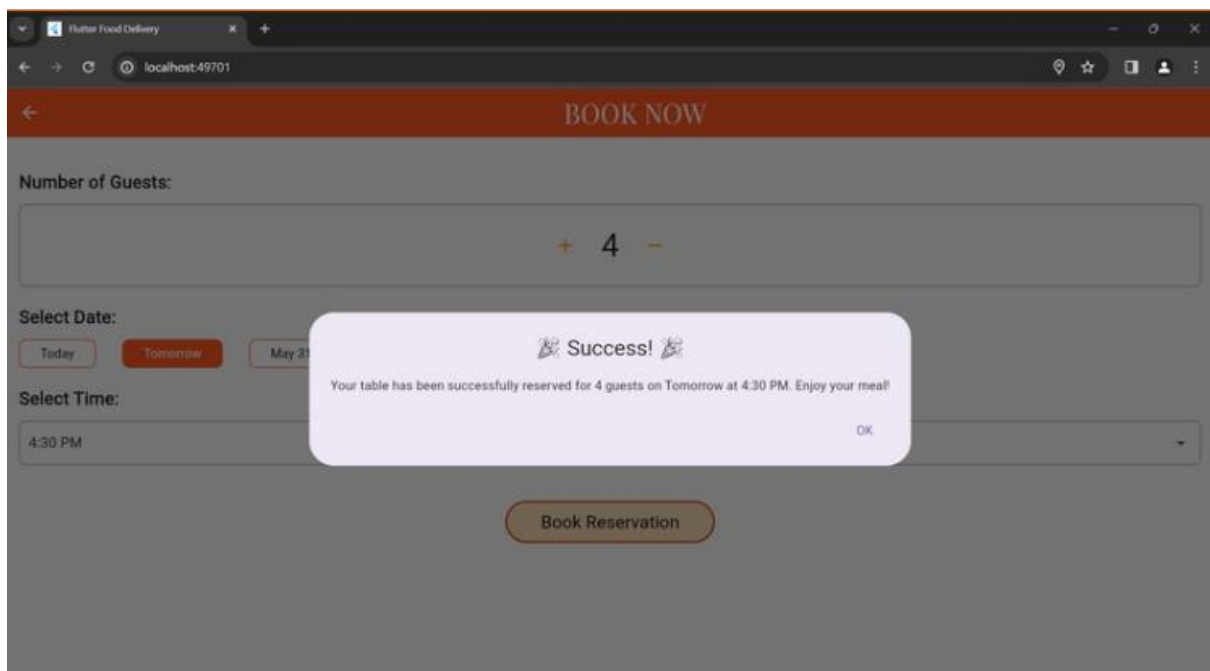 Flutter Food Delivery
localhost:49701
BOOK NOW
Number of Guests:
+ 4 −
Select Date:
Today Tomorrow May 31
🎉 Success! 🎉
Your table has been successfully reserved for 4 guests on Tomorrow at 4:30 PM. Enjoy your meal!
OK
Select Time:
4:30 PM
Book Reservation